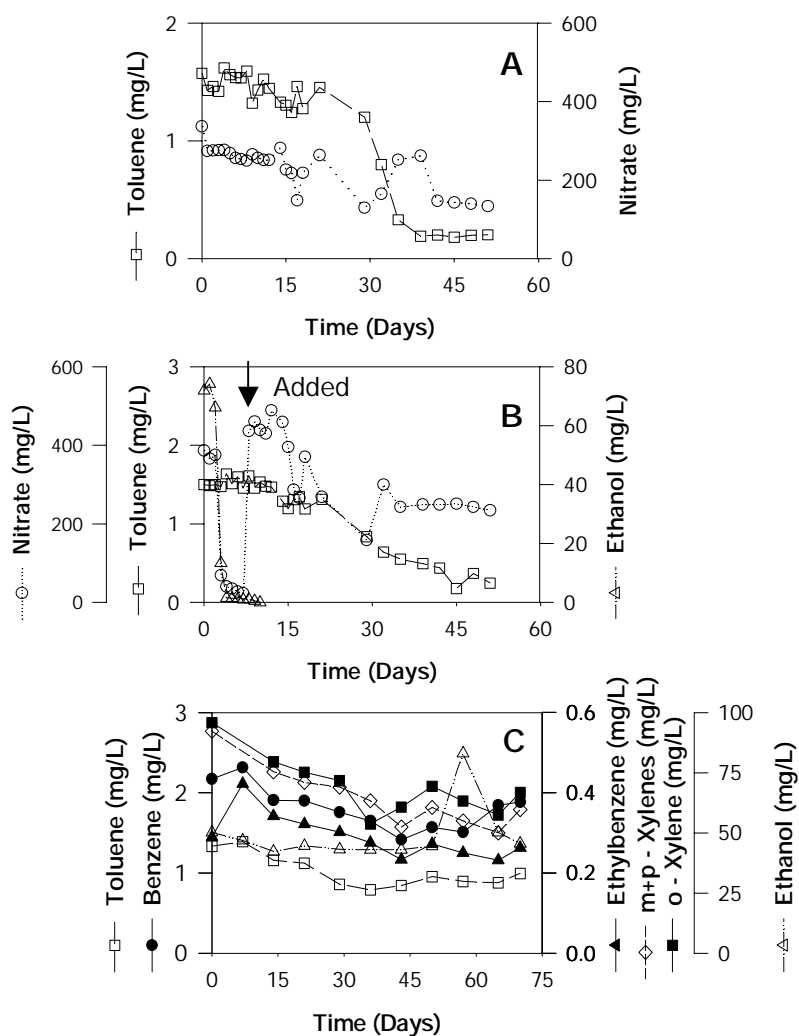 2
1
0
Toluene (mg/L)
A
600
400
200
0
Nitrate (mg/L)
0 15 30 45 60
Time (Days)
600
400
200
0
Nitrate (mg/L)
3
2
1
0
Toluene (mg/L)
Added
B
80
60
40
20
0
Ethanol (mg/L)
0 15 30 45 60
Time (Days)
Toluene (mg/L)
Benzene (mg/L)
3
2
1
0
C
0.6
0.4
0.2
0.0
Ethylbenzene (mg/L)
m+p - Xylenes (mg/L)
o - Xylene (mg/L)
100
75
50
25
0
Ethanol (mg/L)
0 15 30 45 60 75
Time (Days)